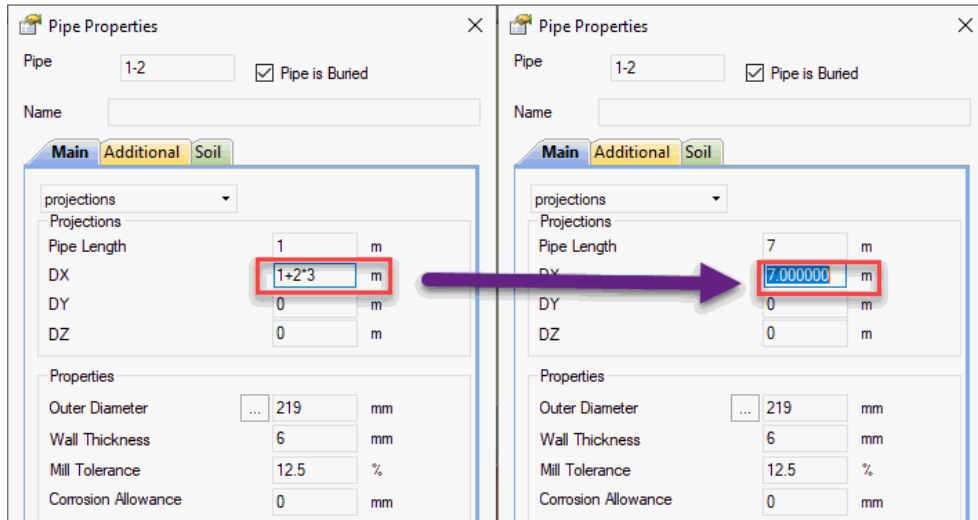 Pipe Properties
Pipe 1-2 Pipe is Buried
Name
Main Additional Soil
projections
Projections
Pipe Length 1 m
DX 1+2*3 m
DY 0 m
DZ 0 m
Properties
Outer Diameter ... 219 mm
Wall Thickness 6 mm
Mill Tolerance 12.5 %
Corrosion Allowance 0 mm
Pipe Properties
Pipe 1-2 Pipe is Buried
Name
Main Additional Soil
projections
Projections
Pipe Length 7 m
DX 7.000000 m
DY 0 m
DZ 0 m
Properties
Outer Diameter ... 219 mm
Wall Thickness 6 mm
Mill Tolerance 12.5 %
Corrosion Allowance 0 mm